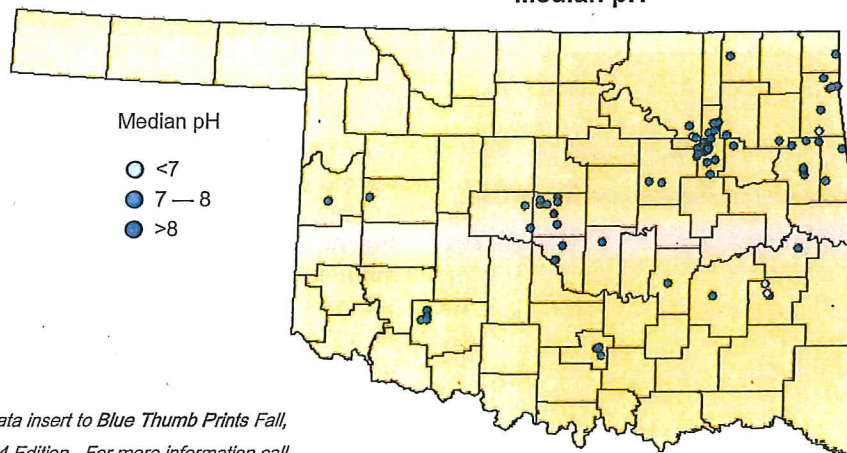 Median pH
Median pH
<7
7 — 8
>8
ata insert to Blue Thumb Prints Fall,
4 Edition. For more information call